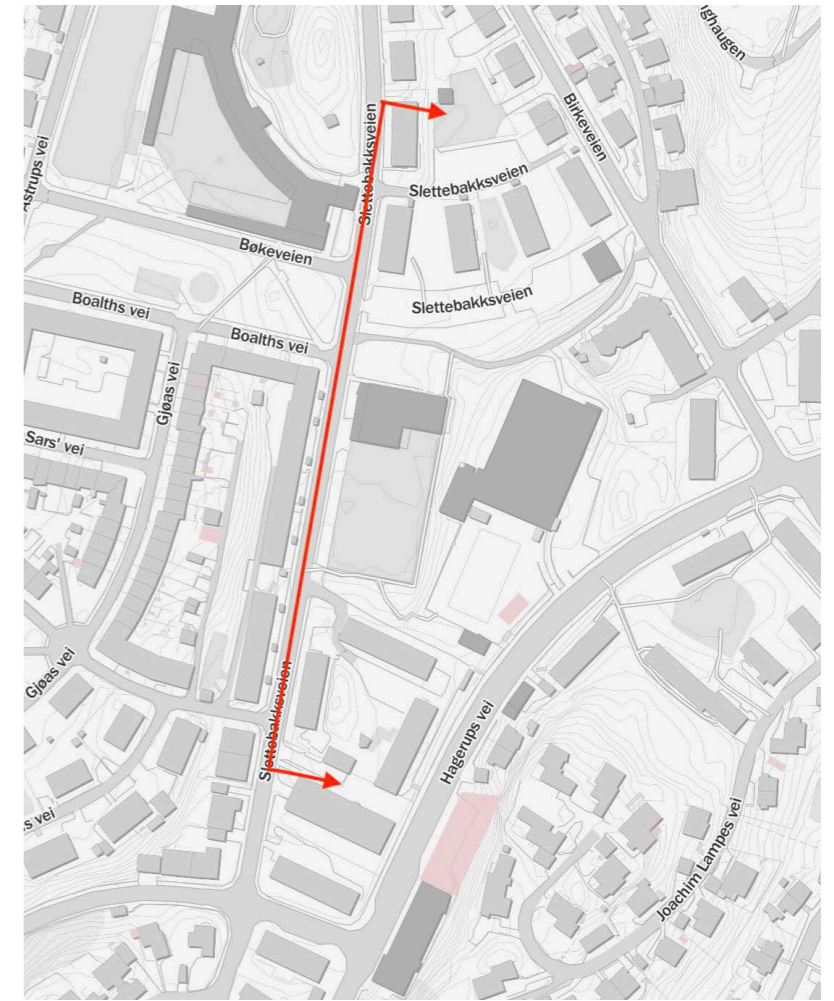 ghaugen
Birkeveien
Slettebakksveien
Astrups vei
Slettebakksveien
Bøkeveien
Slettebakksveien
Boalths vei
Boalths vei
Gjøas vei
Sars' vei
Gjøas vei
Slettebakksveien
Hagerups vei
s vei
Joachim Lampes vei